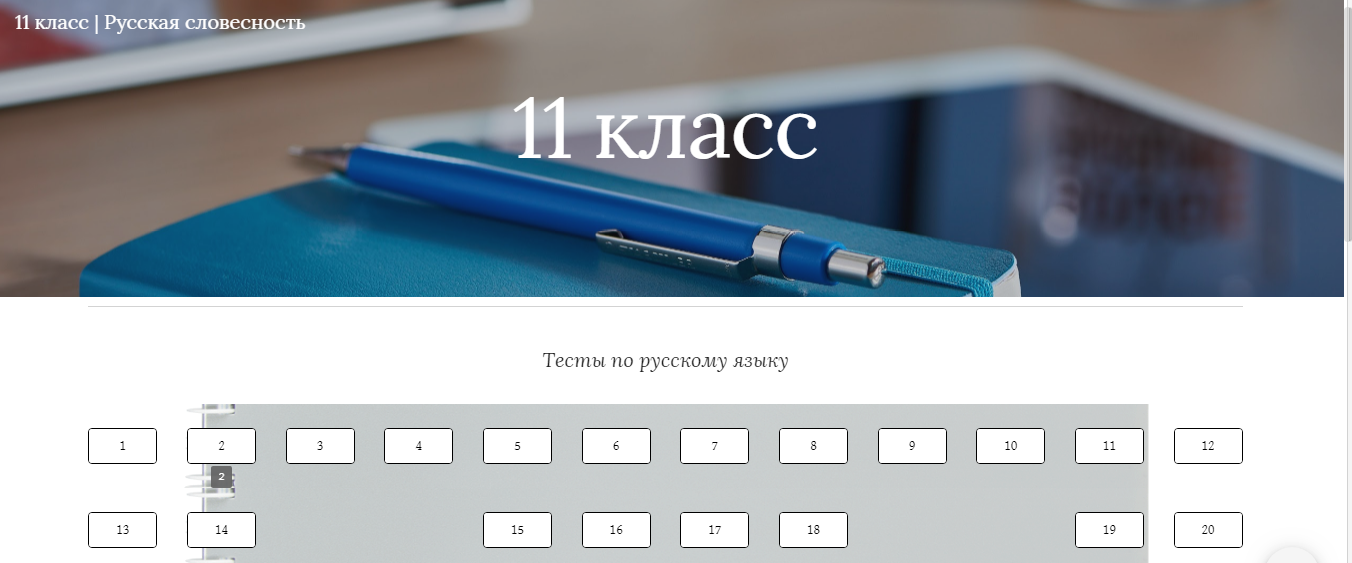 11 класс | Русская словесность
11 класс
Тесты по русскому языку
1 2 3 4 5 6 7 8 9 10 11 12
2
13 14 15 16 17 18 19 20